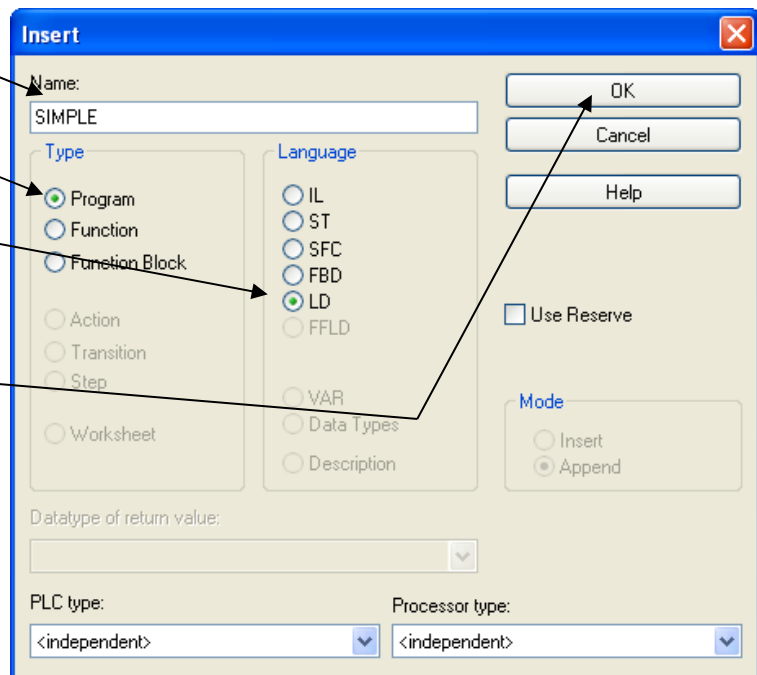 Insert
Name:
SIMPLE
OK
Cancel
Help
Type
Program
Function
Function Block
Action
Transition
Step
Worksheet
Language
IL
ST
SFC
FBD
LD
FFLD
VAR
Data Types
Description
Use Reserve
Mode
Insert
Append
Datatype of return value:
PLC type:
<independent>
Processor type:
<independent>